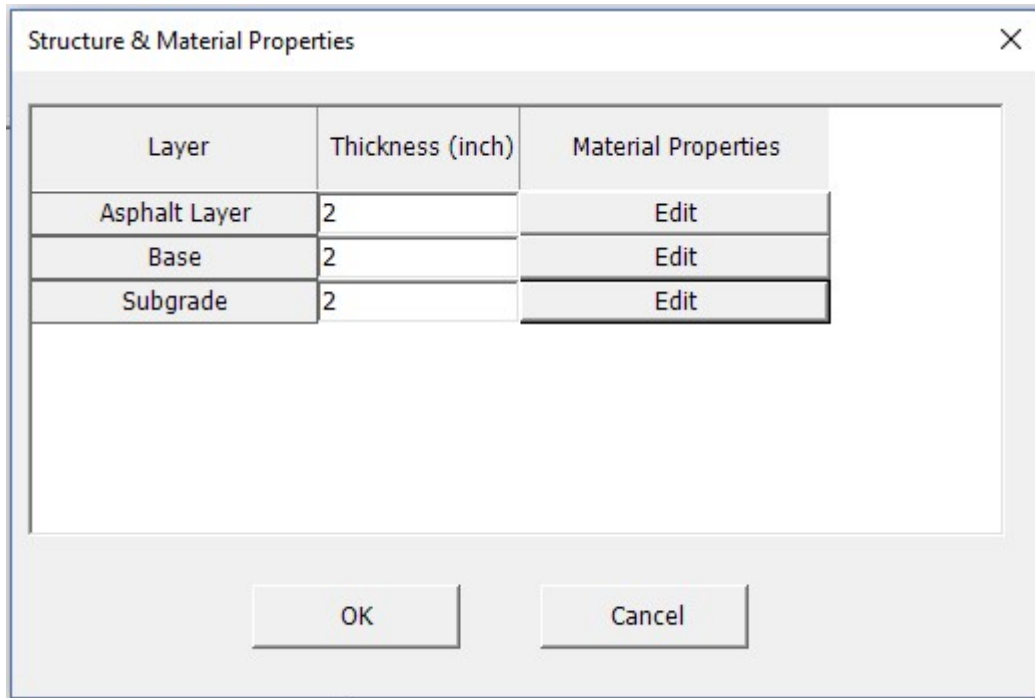 Structure & Material Properties
Layer Thickness (inch) Material Properties
Asphalt Layer 2 Edit
Base 2 Edit
Subgrade 2 Edit
OK Cancel